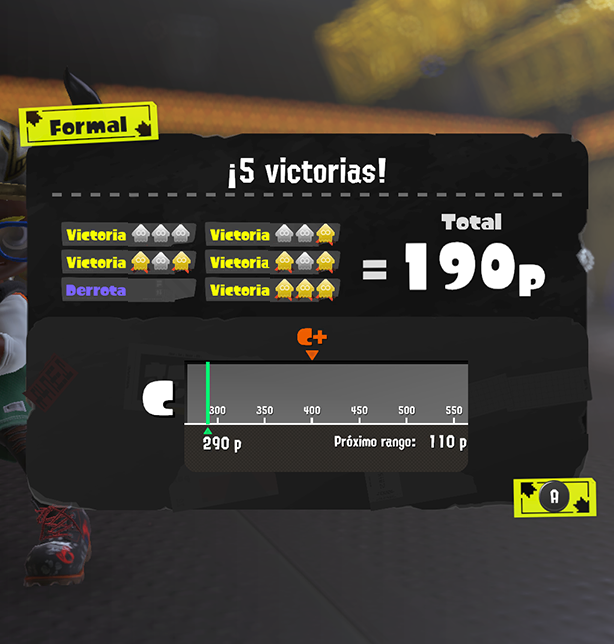 Formal
¡5 victorias!
Victoria Victoria
Victoria Victoria
Derrota Victoria
Total
= 190p
C+
C
300 350 400 450 500 550
290 p Próximo rango: 110 p
A